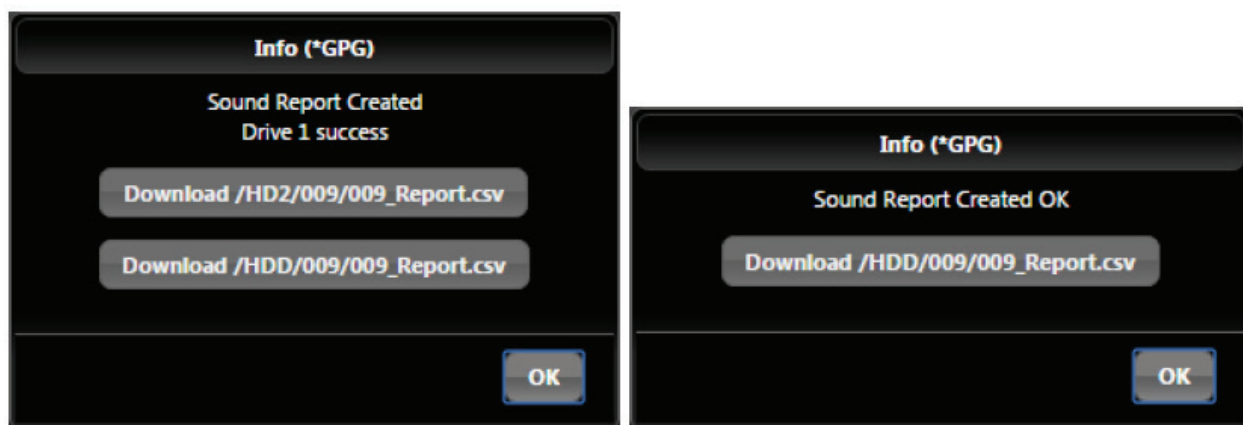 Info (*GPG)
Sound Report Created
Drive 1 success
Download /HD2/009/009_Report.csv
Download /HDD/009/009_Report.csv
OK
Info (*GPG)
Sound Report Created OK
Download /HDD/009/009_Report.csv
OK